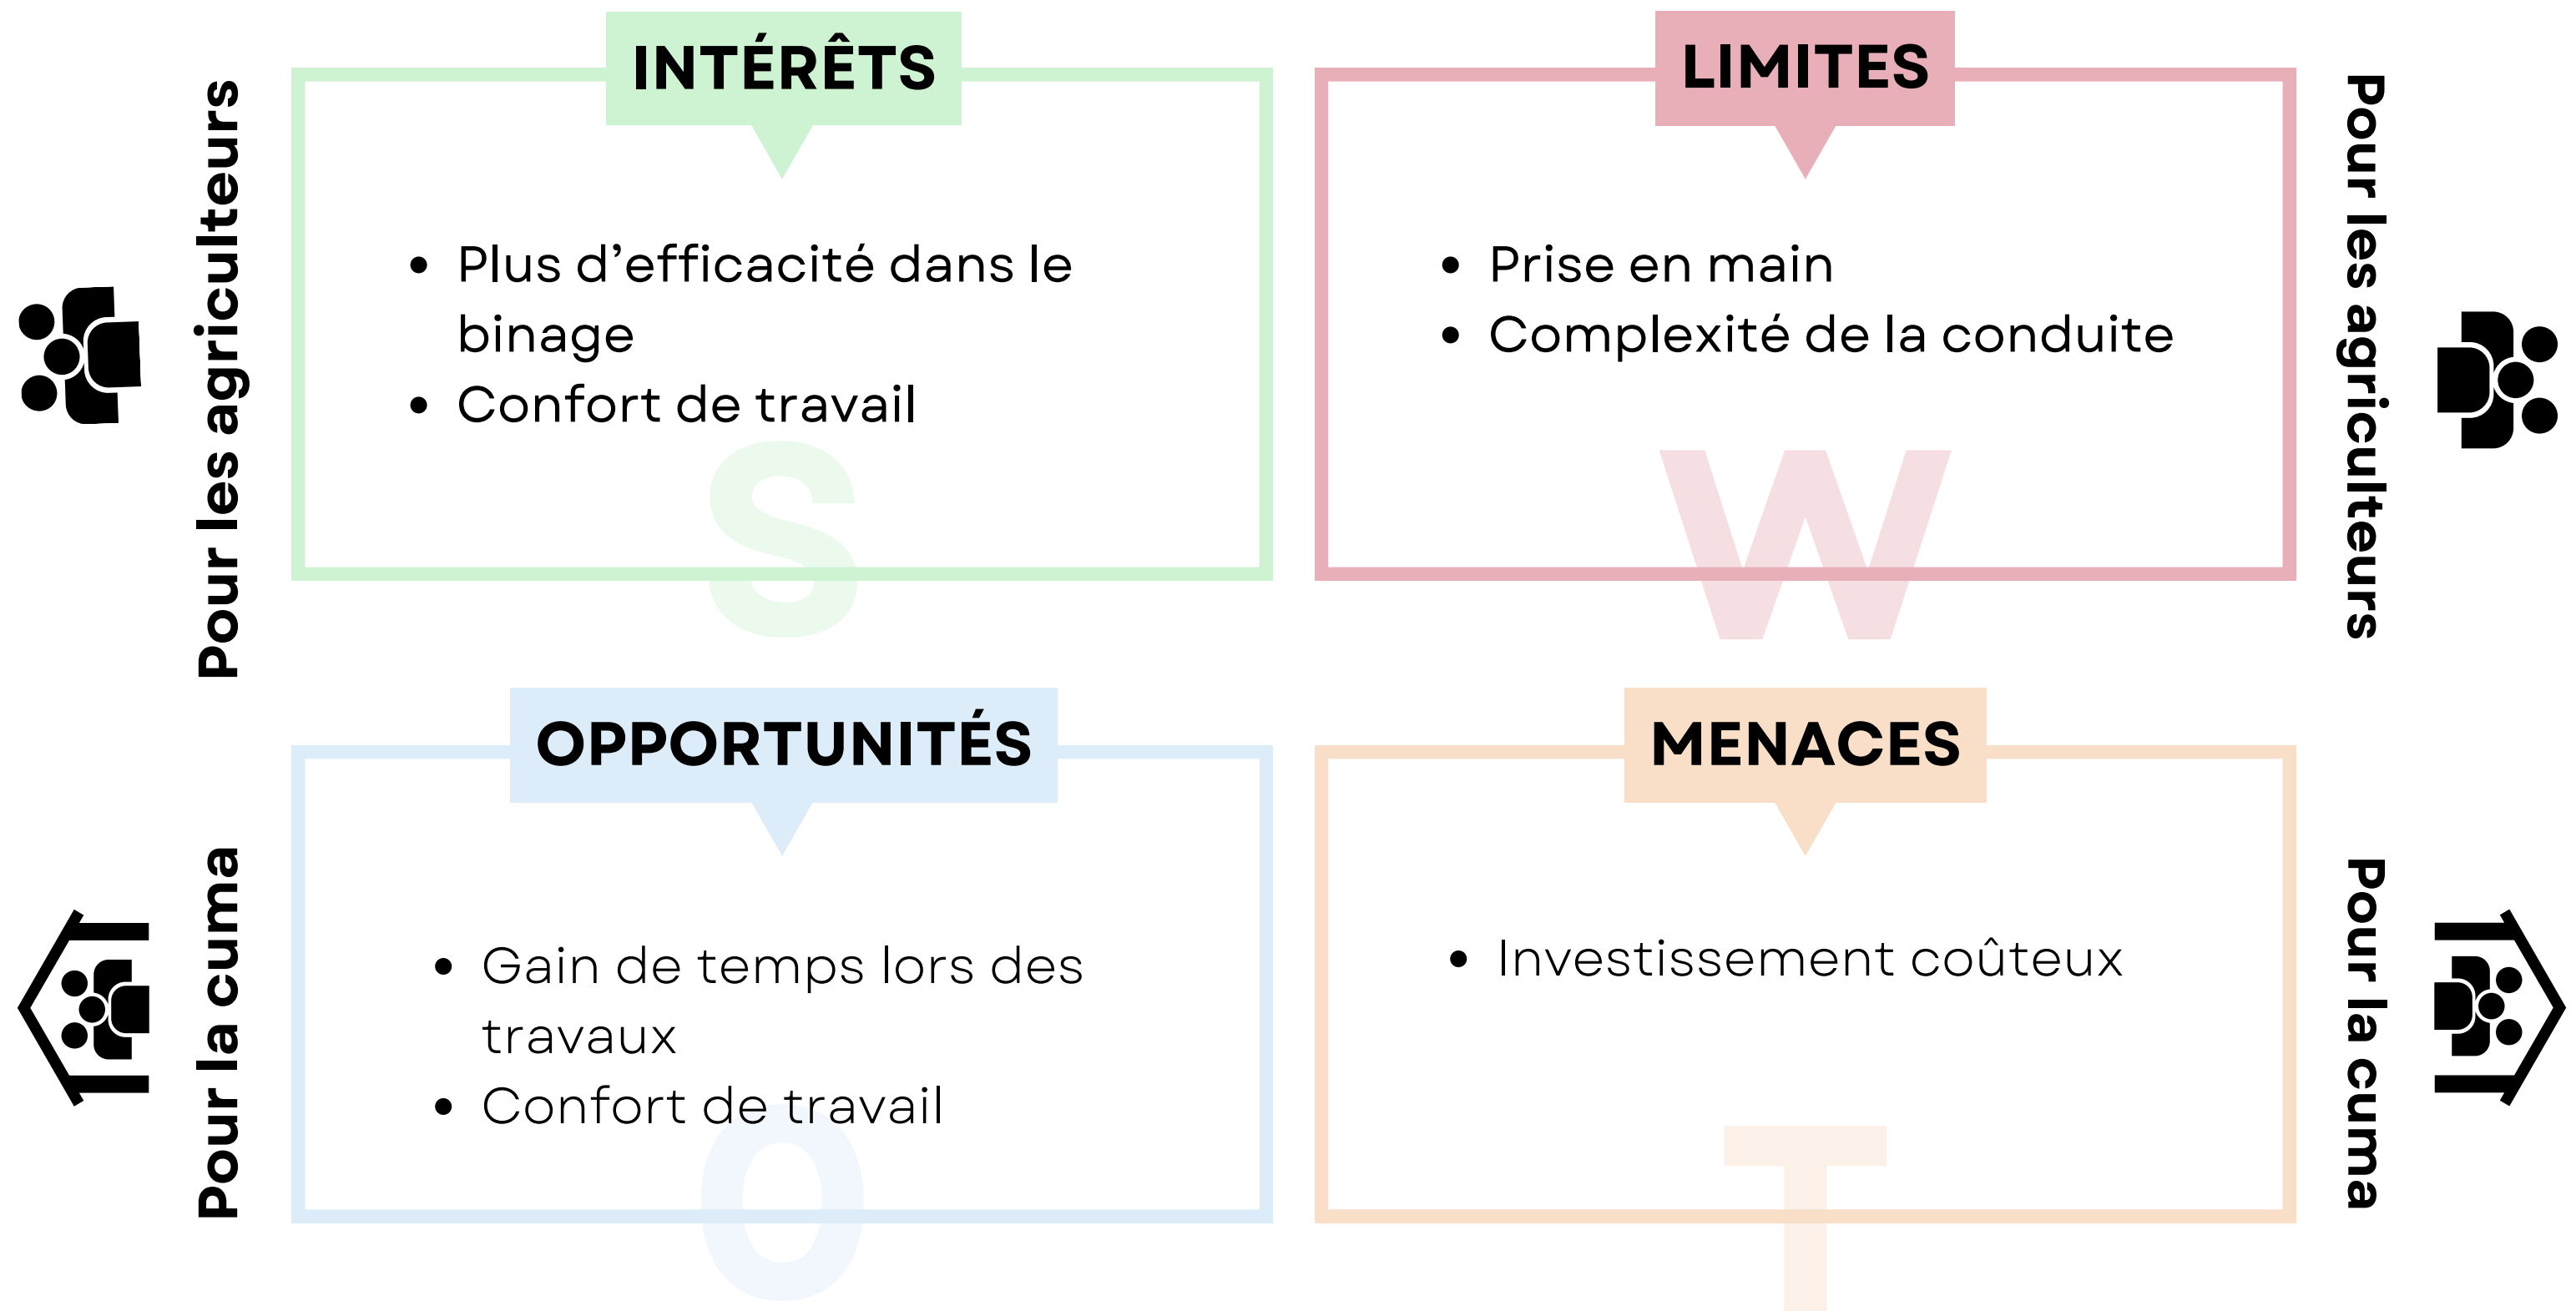 Pour les agriculteurs
INTÉRÊTS
• Plus d’efficacité dans le
binage
• Confort de travail
S
LIMITES
• Prise en main
• Complexité de la conduite
W
Pour les agriculteurs
Pour la cuma
OPPORTUNITÉS
• Gain de temps lors des
travaux
• Confort de travail
O
MENACES
• Investissement coûteux
T
Pour la cuma